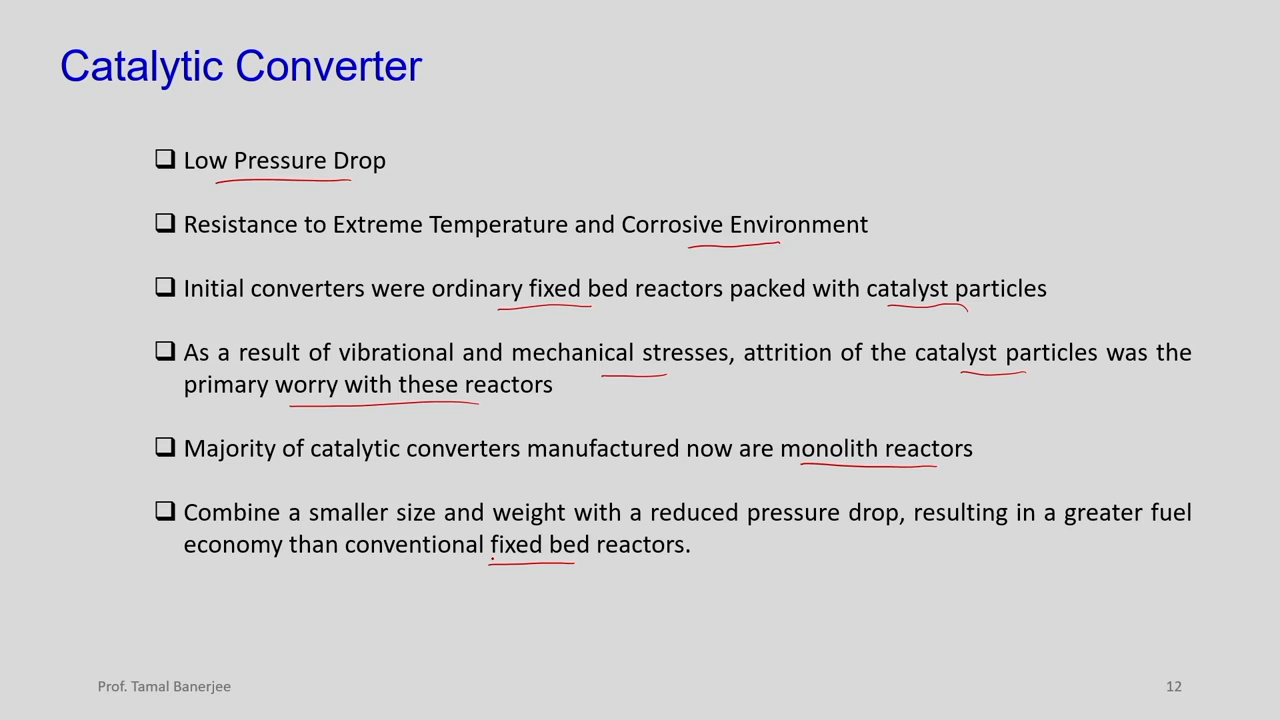 Catalytic Converter
❑ Low Pressure Drop
❑ Resistance to Extreme Temperature and Corrosive Environment
❑ Initial converters were ordinary fixed bed reactors packed with catalyst particles
❑ As a result of vibrational and mechanical stresses, attrition of the catalyst particles was the
primary worry with these reactors
❑ Majority of catalytic converters manufactured now are monolith reactors
❑ Combine a smaller size and weight with a reduced pressure drop, resulting in a greater fuel
economy than conventional fixed bed reactors.
Prof. Tamal Banerjee
12